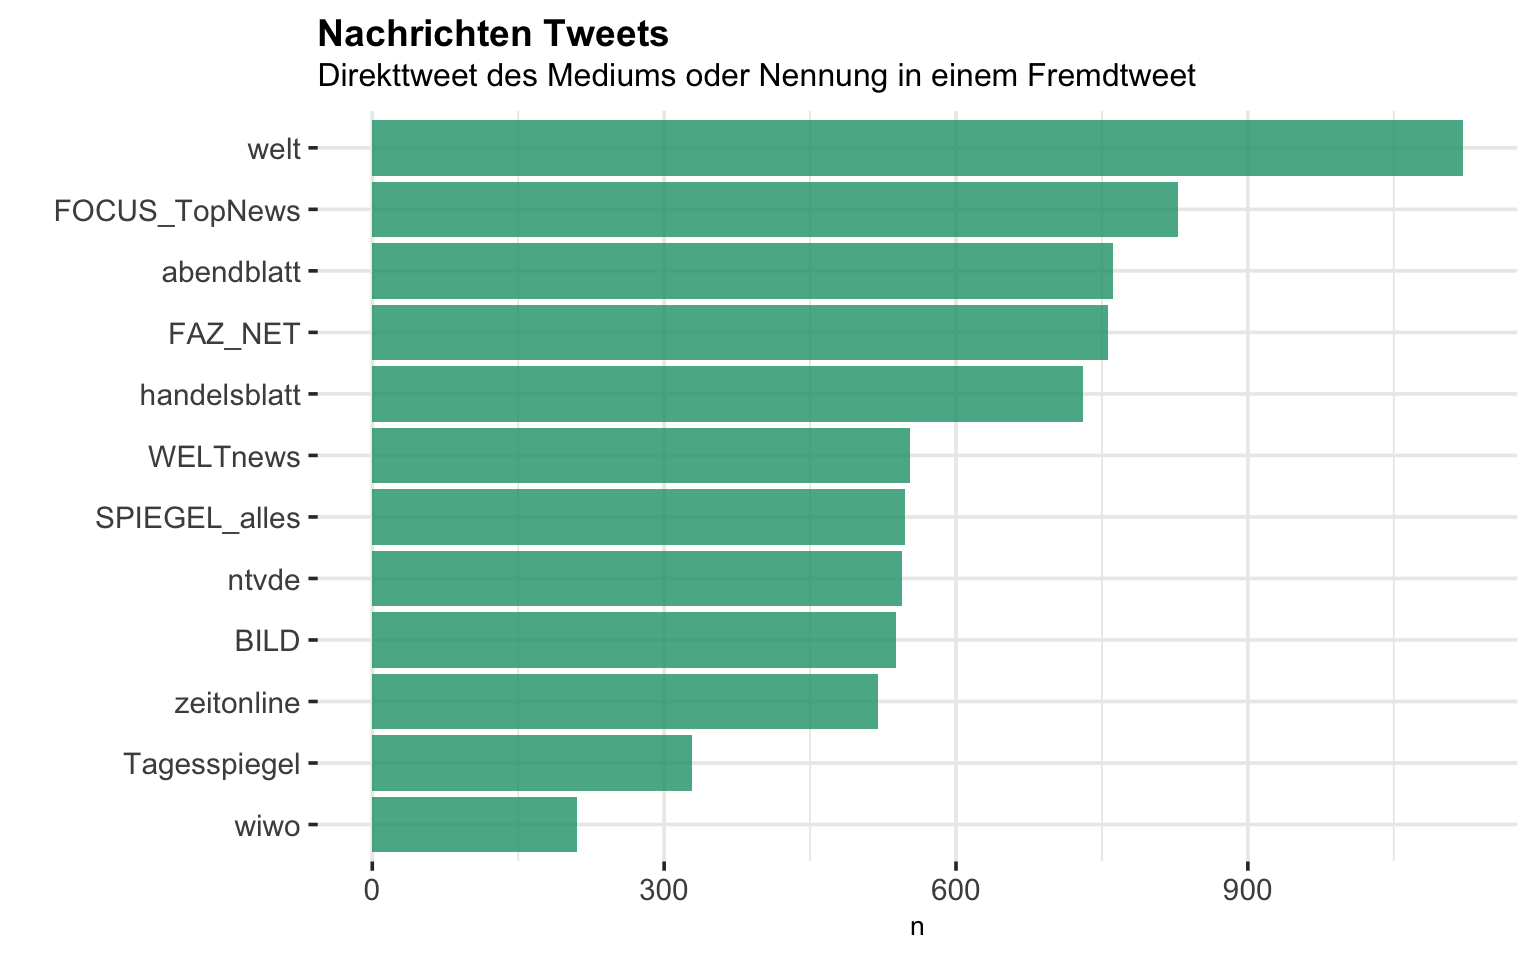 Nachrichten Tweets
Direkttweet des Mediums oder Nennung in einem Fremdtweet
welt
FOCUS_TopNews
abendblatt
FAZ_NET
handelsblatt
WELTnews
SPIEGEL_alles
ntvde
BILD
zeitonline
Tagesspiegel
wiwo
0 300 600 900
n